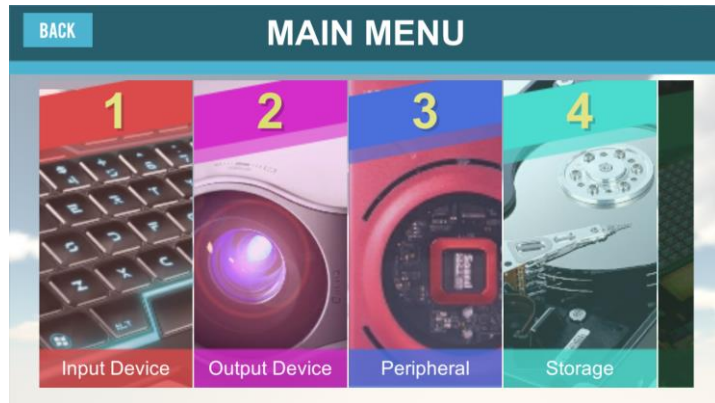 BACK
MAIN MENU
1
2
3
4
Input Device
Output Device
Peripheral
Storage